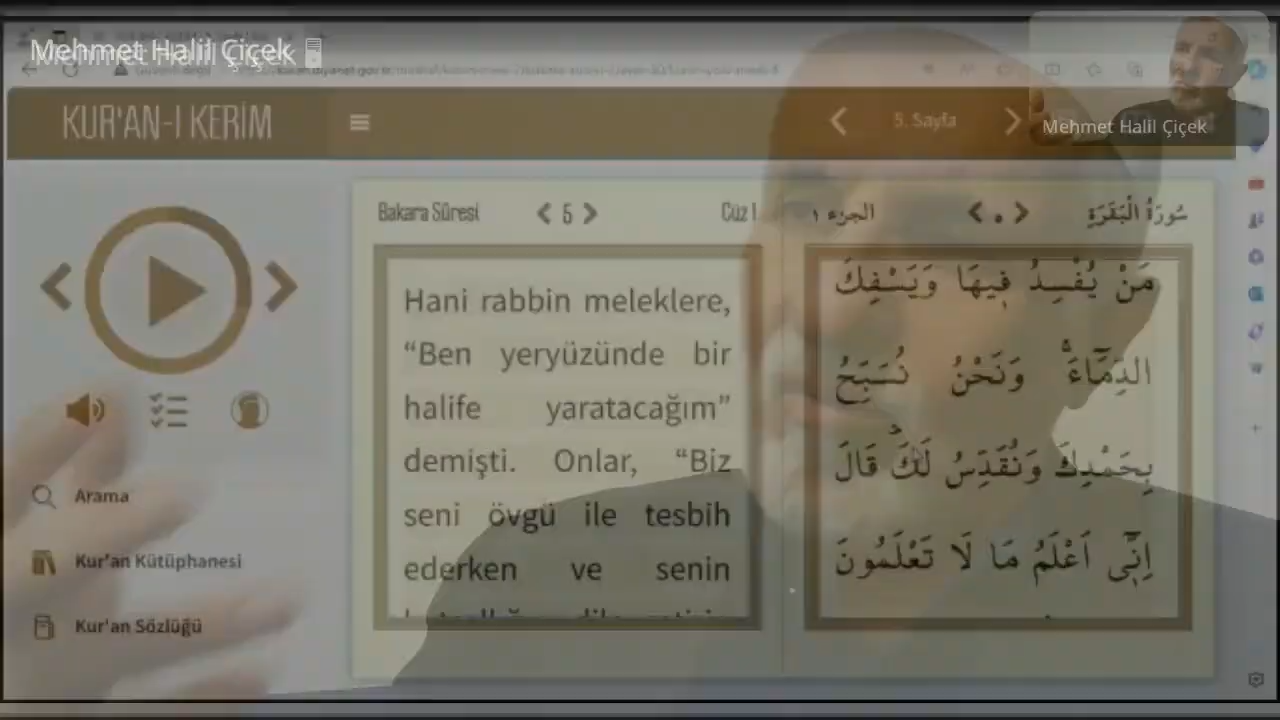 Mehmet Halil Çiçek
KUR'AN-I KERİM
5. Sayfa
Mehmet Halil Çiçek
Bakara Sûresi
5
Cüz 1
الجزء ١
٥
سُورَةُ الْبَقَرَةِ
Hani rabbin meleklere,
“Ben yeryüzünde bir
halife yaratacağım”
demişti. Onlar, “Biz
seni övgü ile tesbih
ederken ve senin
مَنْ يُفْسِدُ فٖيهَا وَيَسْفِكُ
الدِّمَٓاءَۚ وَنَحْنُ نُسَبِّحُ
بِحَمْدِكَ وَنُقَدِّسُ لَكَۜ قَالَ
اِنّٖٓي اَعْلَمُ مَا لَا تَعْلَمُونَ
Arama
Kur'an Kütüphanesi
Kur'an Sözlüğü